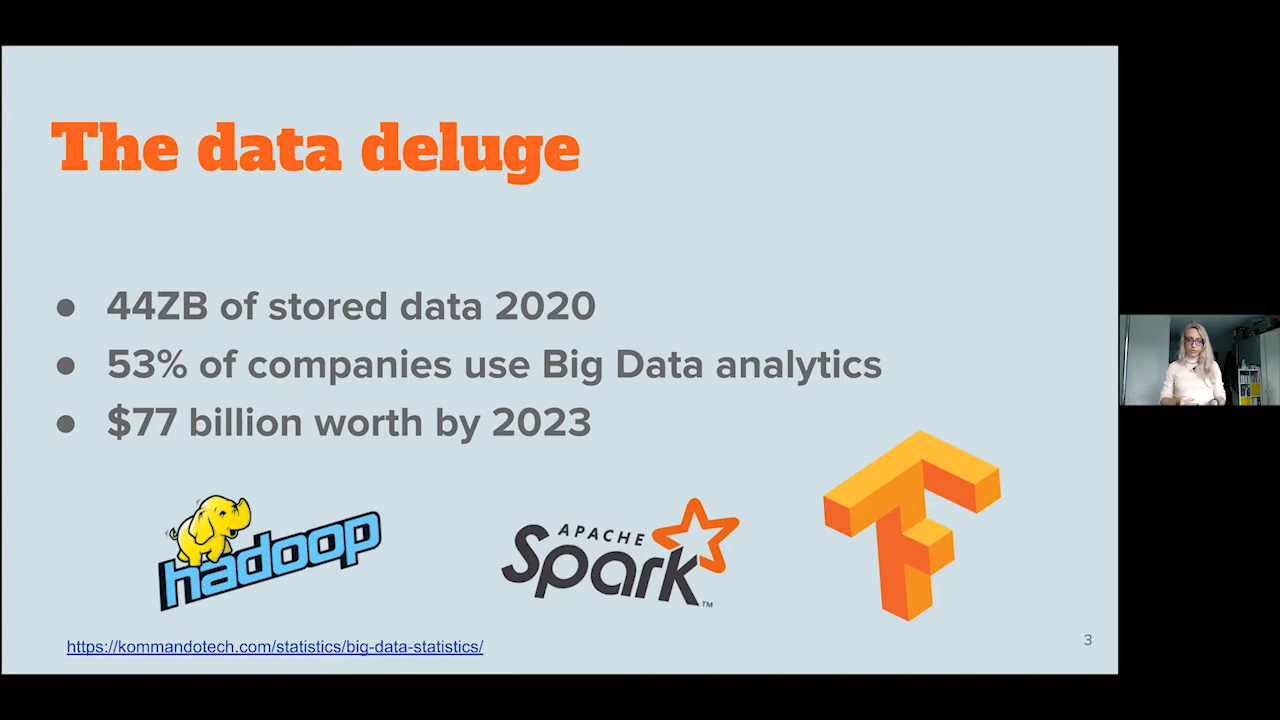 The data deluge
● 44ZB of stored data 2020
● 53% of companies use Big Data analytics
● $77 billion worth by 2023
hadoop
APACHE
Spark™
https://kommandotech.com/statistics/big-data-statistics/
3